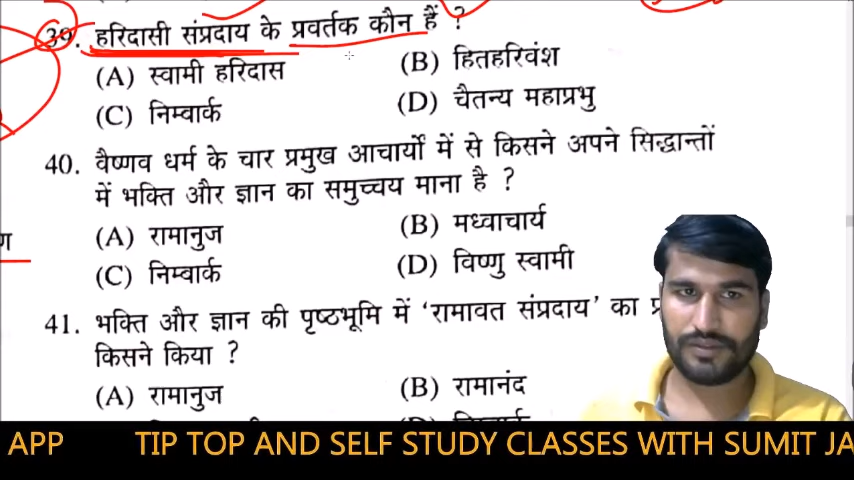 39. हरिदासी संप्रदाय के प्रवर्तक कौन हैं ?
(A) स्वामी हरिदास (B) हितहरिवंश
(C) निम्वार्क (D) चैतन्य महाप्रभु
40. वैष्णव धर्म के चार प्रमुख आचार्यों में से किसने अपने सिद्धान्तों
में भक्ति और ज्ञान का समुच्चय माना है ?
(A) रामानुज (B) मध्वाचार्य
(C) निम्वार्क (D) विष्णु स्वामी
41. भक्ति और ज्ञान की पृष्ठभूमि में ‘रामावत संप्रदाय’ का
किसने किया ?
(A) रामानुज (B) रामानंद
APP TIP TOP AND SELF STUDY CLASSES WITH SUMIT JA